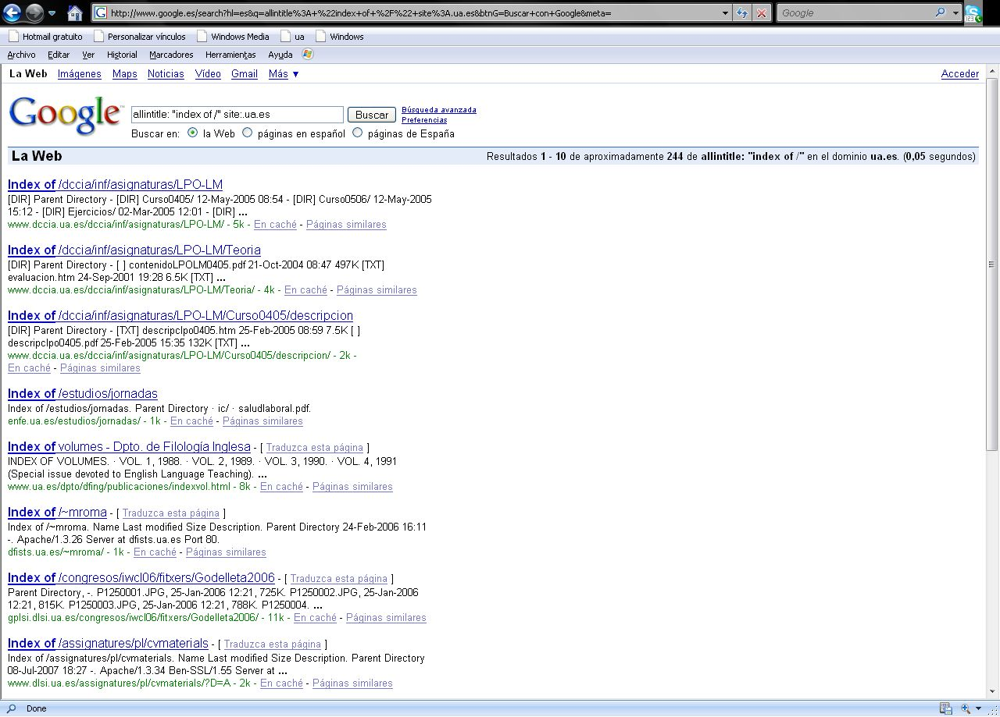 http://www.google.es/search?hl=es&q=allintitle%3A+%22index+of+%2F%22+site%3A.ua.es&btnG=Buscar+con+Google&meta=
Google
Hotmail gratuito Personalizar vínculos Windows Media ua Windows
Archivo Editar Ver Historial Marcadores Herramientas Ayuda
La Web Imágenes Maps Noticias Vídeo Gmail Más ▼ Acceder
Google™ allintitle: "index of /" site:.ua.es Buscar Búsqueda avanzada
Preferencias
Buscar en: la Web páginas en español páginas de España
La Web Resultados 1 - 10 de aproximadamente 244 de allintitle: "index of /" en el dominio ua.es. (0,05 segundos)
Index of /dccia/inf/asignaturas/LPO-LM
[DIR] Parent Directory - [DIR] Curso0405/ 12-May-2005 08:54 - [DIR] Curso0506/ 12-May-2005
15:12 - [DIR] Ejercicios/ 02-Mar-2005 12:01 - [DIR] ...
www.dccia.ua.es/dccia/inf/asignaturas/LPO-LM/ - 5k - En caché - Páginas similares
Index of /dccia/inf/asignaturas/LPO-LM/Teoria
[DIR] Parent Directory - [ ] contenidoLPOLM0405.pdf 21-Oct-2004 08:47 497K [TXT]
evaluacion.htm 24-Sep-2001 19:28 6.5K [TXT] ...
www.dccia.ua.es/dccia/inf/asignaturas/LPO-LM/Teoria/ - 4k - En caché - Páginas similares
Index of /dccia/inf/asignaturas/LPO-LM/Curso0405/descripcion
[DIR] Parent Directory - [TXT] descripclpo0405.htm 25-Feb-2005 08:59 7.5K [ ]
descripclpo0405.pdf 25-Feb-2005 15:35 132K [TXT] ...
www.dccia.ua.es/dccia/inf/asignaturas/LPO-LM/Curso0405/descripcion/ - 2k -
En caché - Páginas similares
Index of /estudios/jornadas
Index of /estudios/jornadas. Parent Directory · ic/ · saludlaboral.pdf.
enfe.ua.es/estudios/jornadas/ - 1k - En caché - Páginas similares
Index of volumes - Dpto. de Filología Inglesa - [ Traduzca esta página ]
INDEX OF VOLUMES. · VOL. 1, 1988. · VOL. 2, 1989. · VOL. 3, 1990. · VOL. 4, 1991
(Special issue devoted to English Language Teaching). ...
www.ua.es/dpto/dfing/publicaciones/indexvol.html - 8k - En caché - Páginas similares
Index of /~mroma - [ Traduzca esta página ]
Index of /~mroma. Name Last modified Size Description. Parent Directory 24-Feb-2006 16:11
-. Apache/1.3.26 Server at dfists.ua.es Port 80.
dfists.ua.es/~mroma/ - 1k - En caché - Páginas similares
Index of /congresos/iwcl06/fitxers/Godelleta2006 - [ Traduzca esta página ]
Parent Directory, -. P1250001.JPG, 25-Jan-2006 12:21, 725K. P1250002.JPG, 25-Jan-2006
12:21, 815K. P1250003.JPG, 25-Jan-2006 12:21, 788K. P1250004. ...
gplsi.dlsi.ua.es/congresos/iwcl06/fitxers/Godelleta2006/ - 11k - En caché - Páginas similares
Index of /assignatures/pl/cvmaterials - [ Traduzca esta página ]
Index of /assignatures/pl/cvmaterials. Name Last modified Size Description. Parent Directory
08-Jul-2007 18:27 -. Apache/1.3.34 Ben-SSL/1.55 Server at ...
www.dlsi.ua.es/assignatures/pl/cvmaterials/?D=A - 2k - En caché - Páginas similares
Done